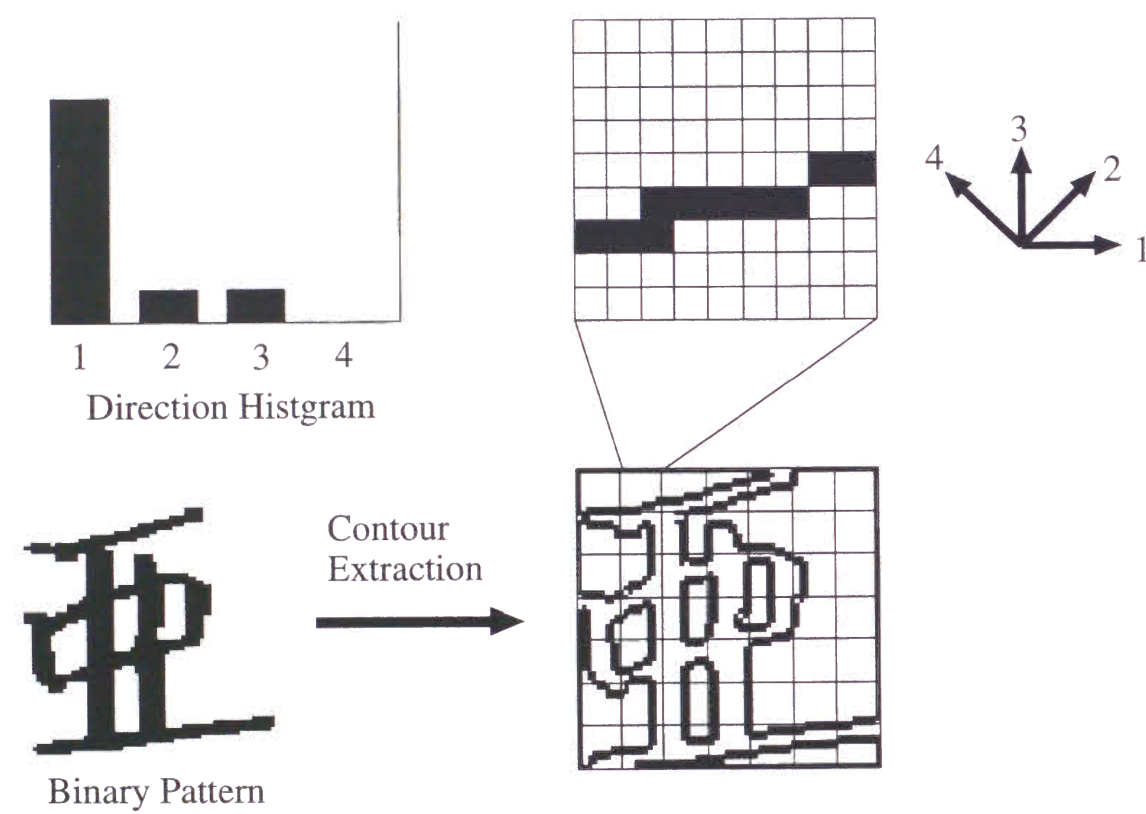 4
3
2
1
1 2 3 4
Direction Histgram
Contour
Extraction
Binary Pattern